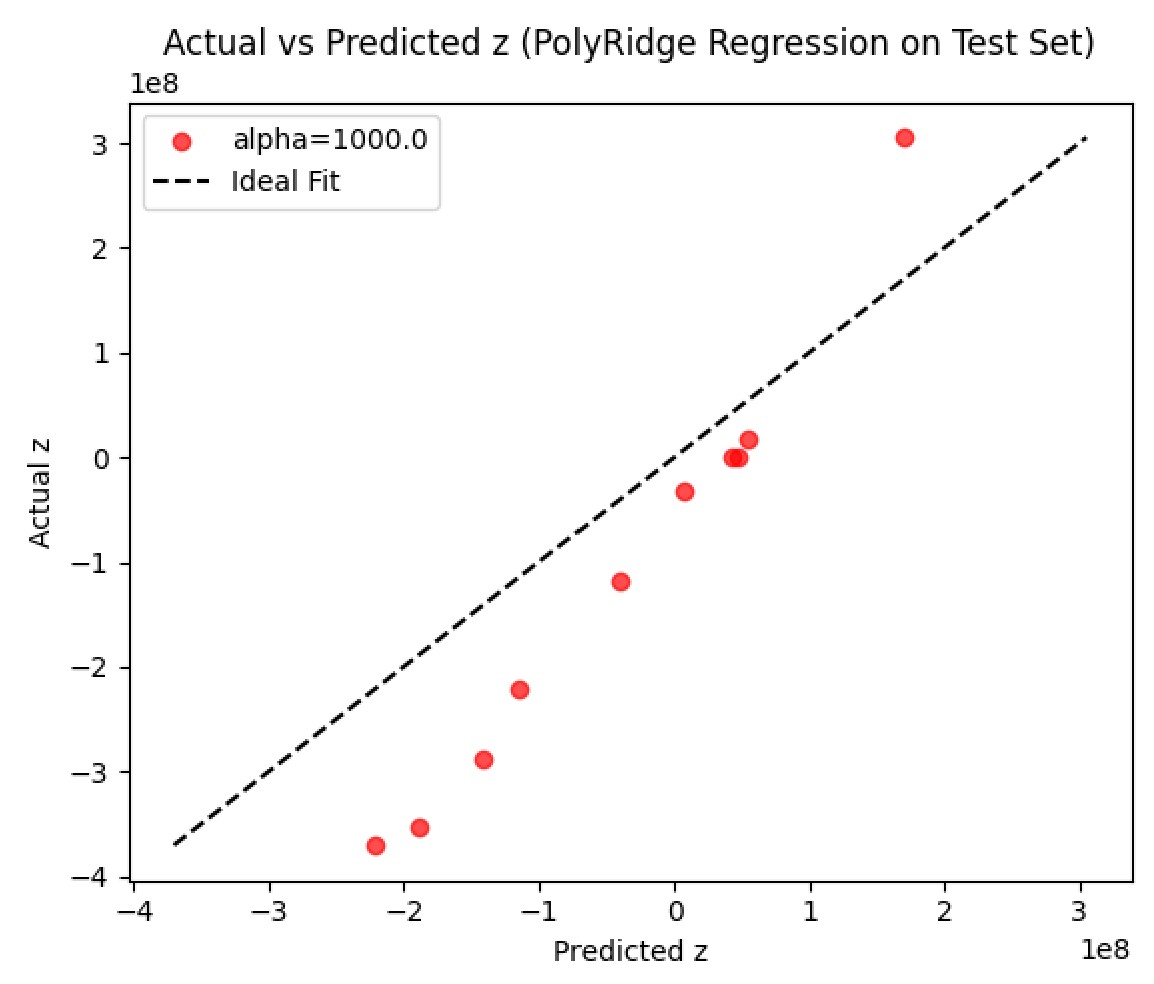 Actual vs Predicted z (PolyRidge Regression on Test Set)
1e8
alpha=1000.0
Ideal Fit
3
2
1
0
−1
−2
−3
−4
Actual z
−4 −3 −2 −1 0 1 2 3
Predicted z
1e8